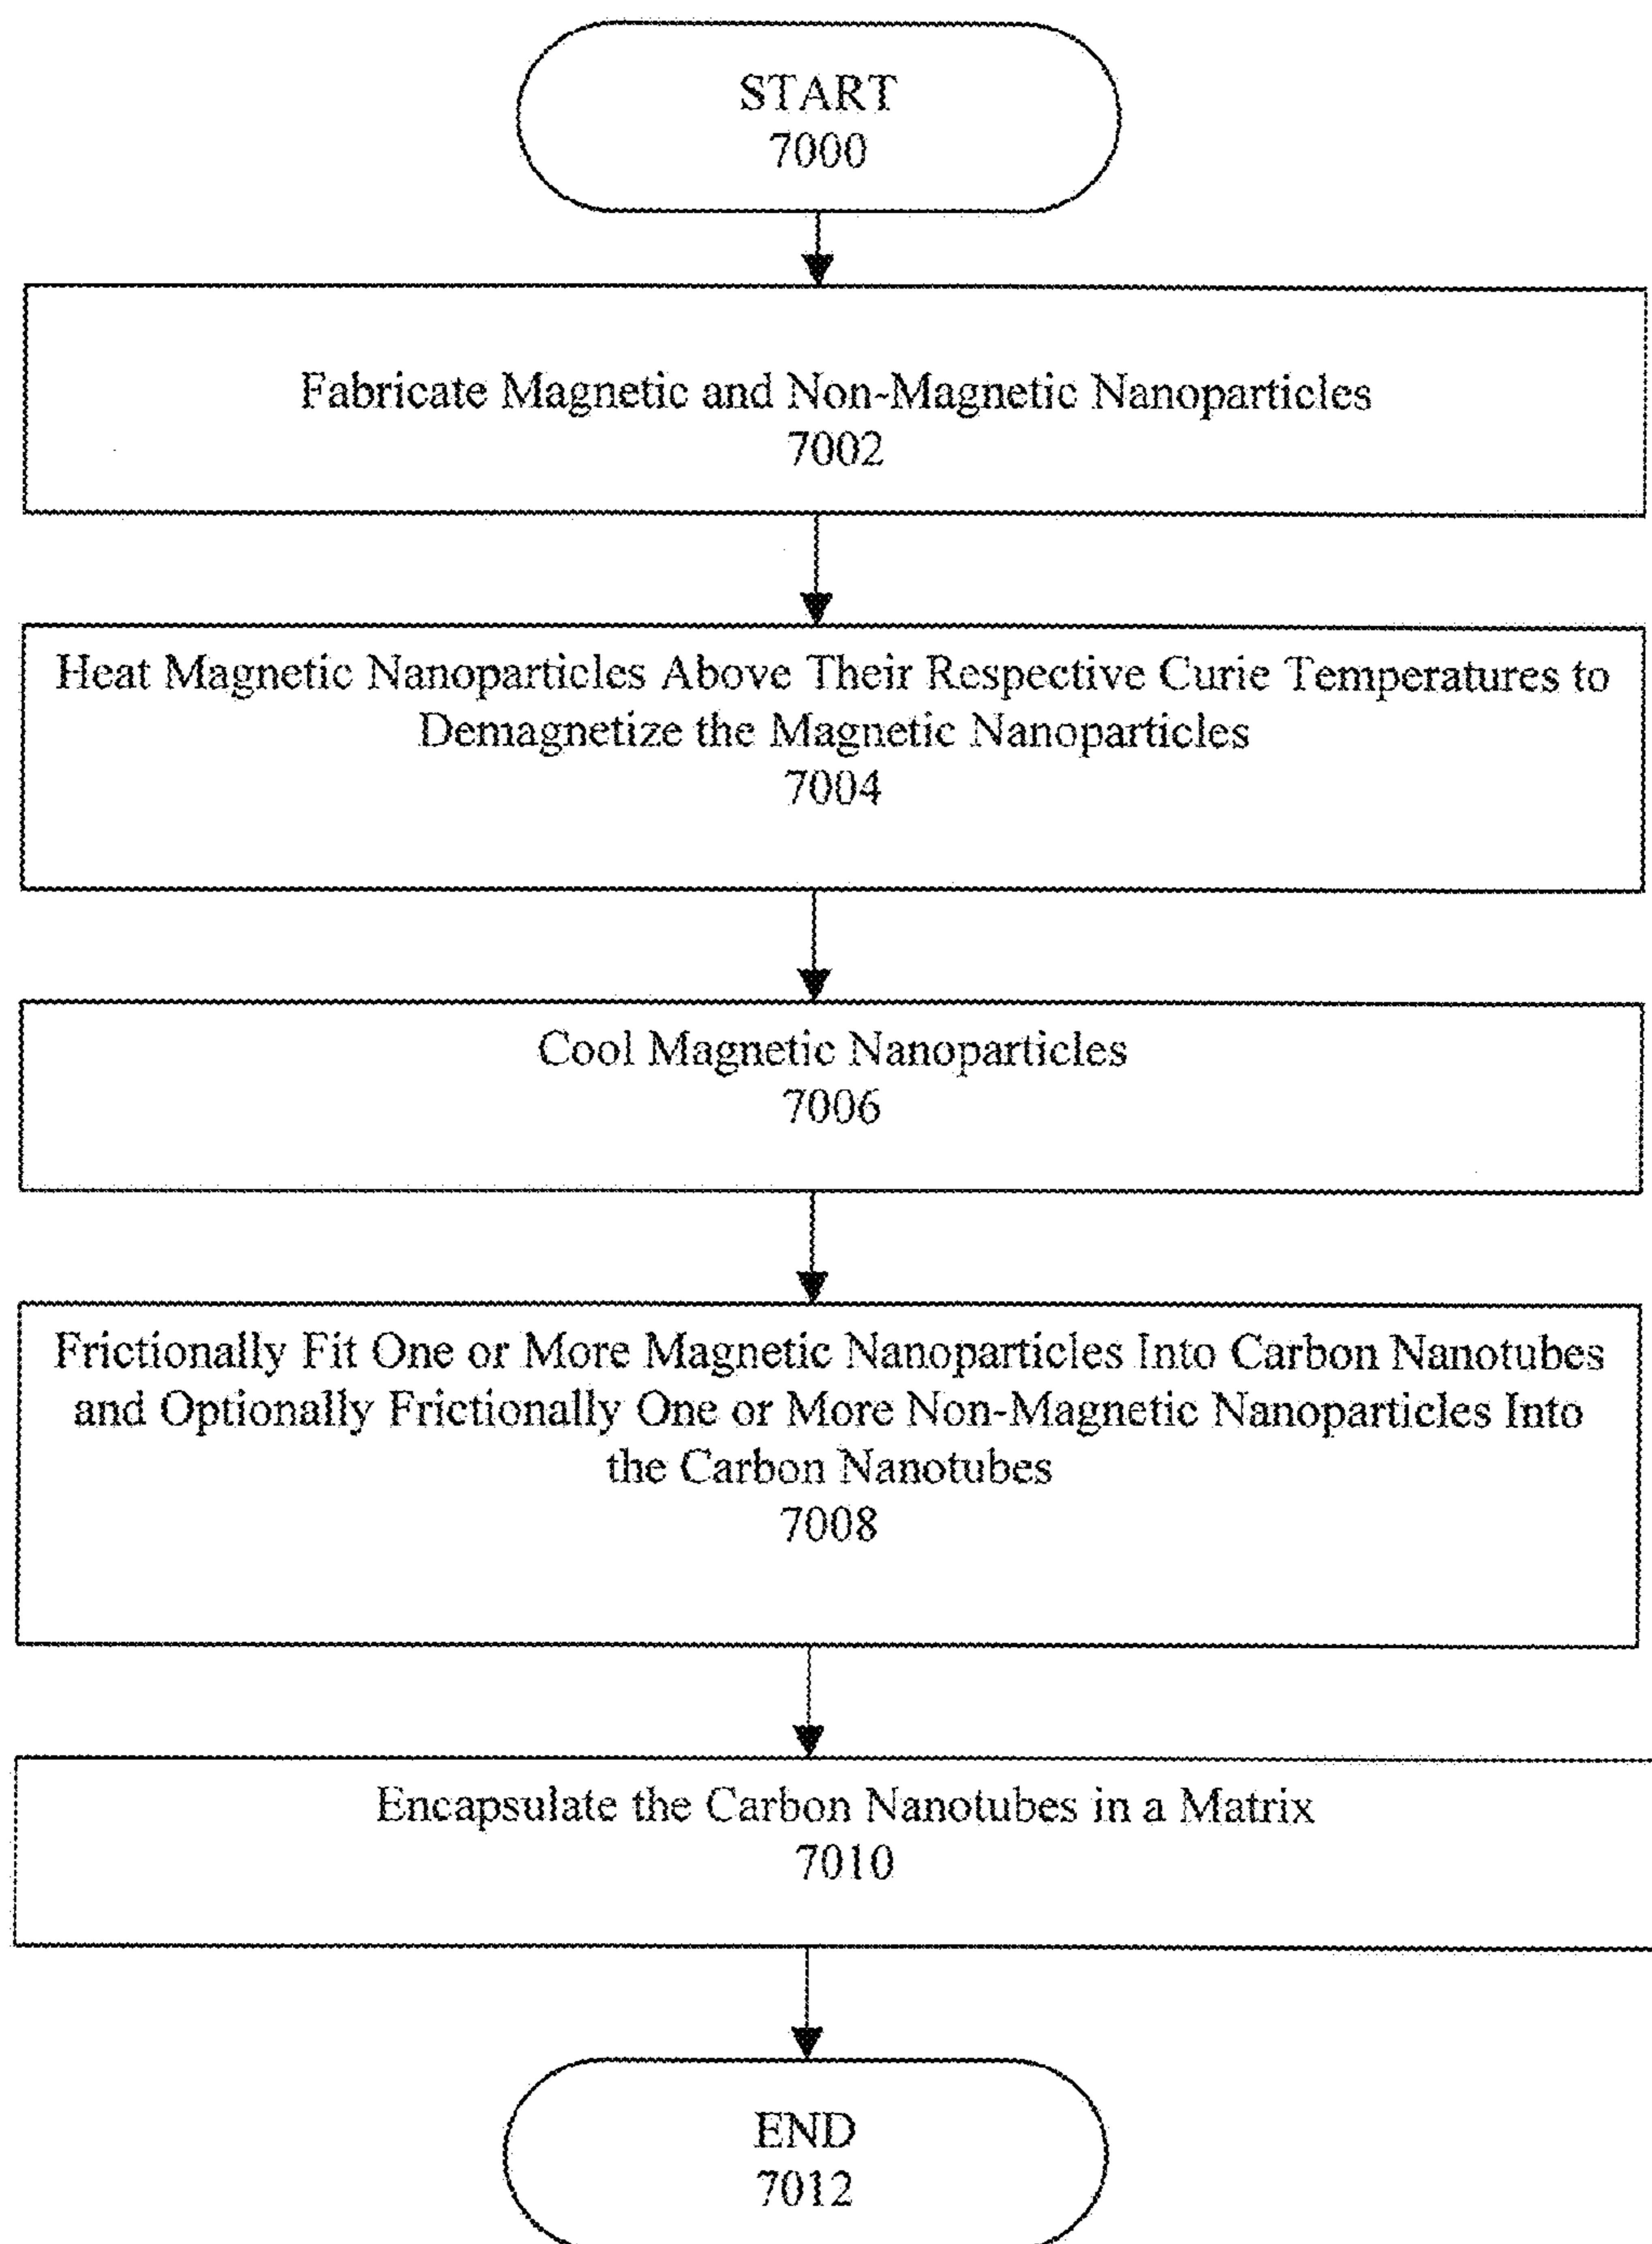 START
7000
Fabricate Magnetic and Non-Magnetic Nanoparticles
7002
Heat Magnetic Nanoparticles Above Their Respective Curie Temperatures to
Demagnetize the Magnetic Nanoparticles
7004
Cool Magnetic Nanoparticles
7006
Frictionally Fit One or More Magnetic Nanoparticles Into Carbon Nanotubes
and Optionally Frictionally One or More Non-Magnetic Nanoparticles Into
the Carbon Nanotubes
7008
Encapsulate the Carbon Nanotubes in a Matrix
7010
END
7012